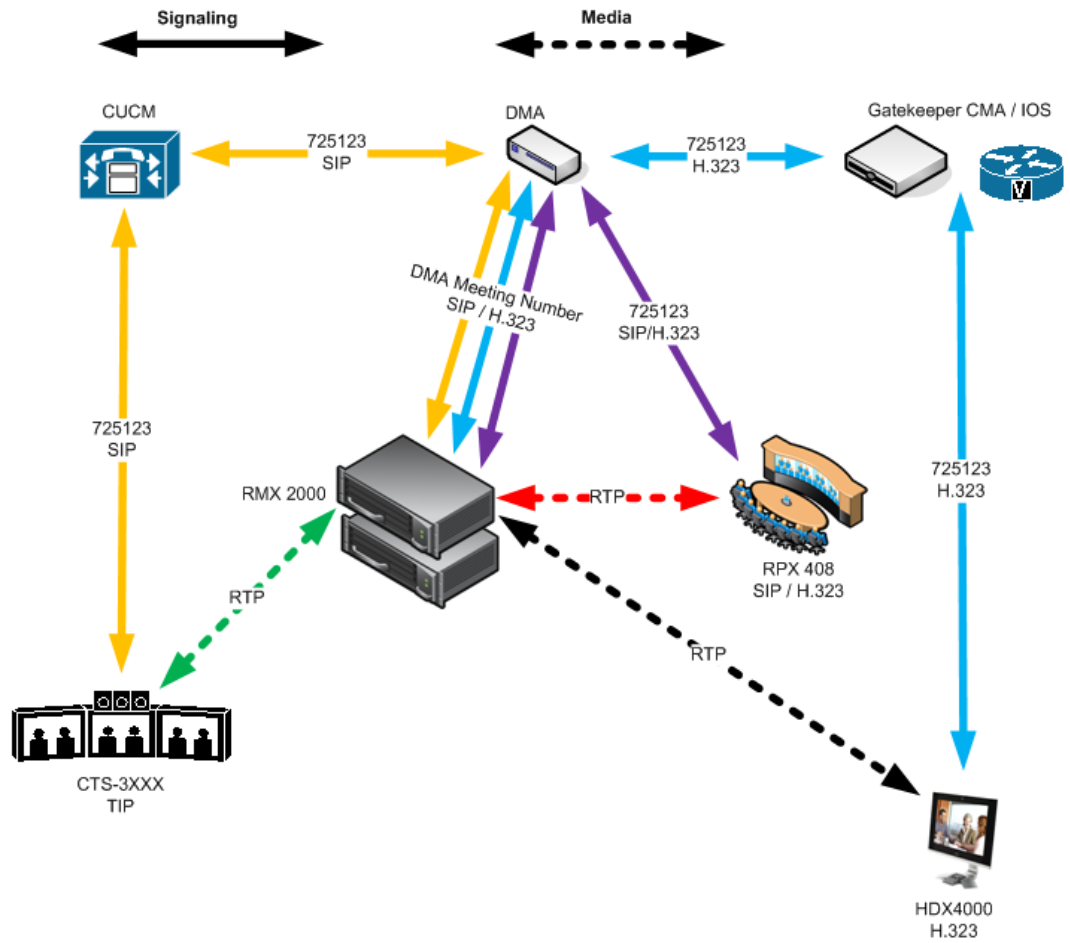 Signaling
Media
CUCM
DMA
Gatekeeper CMA / IOS
725123
SIP
725123
H.323
V
DMA Meeting Number
SIP / H.323
725123
SIP/H.323
725123
SIP
725123
H.323
RMX 2000
RTP
RPX 408
SIP / H.323
RTP
RTP
CTS-3XXX
TIP
HDX4000
H.323